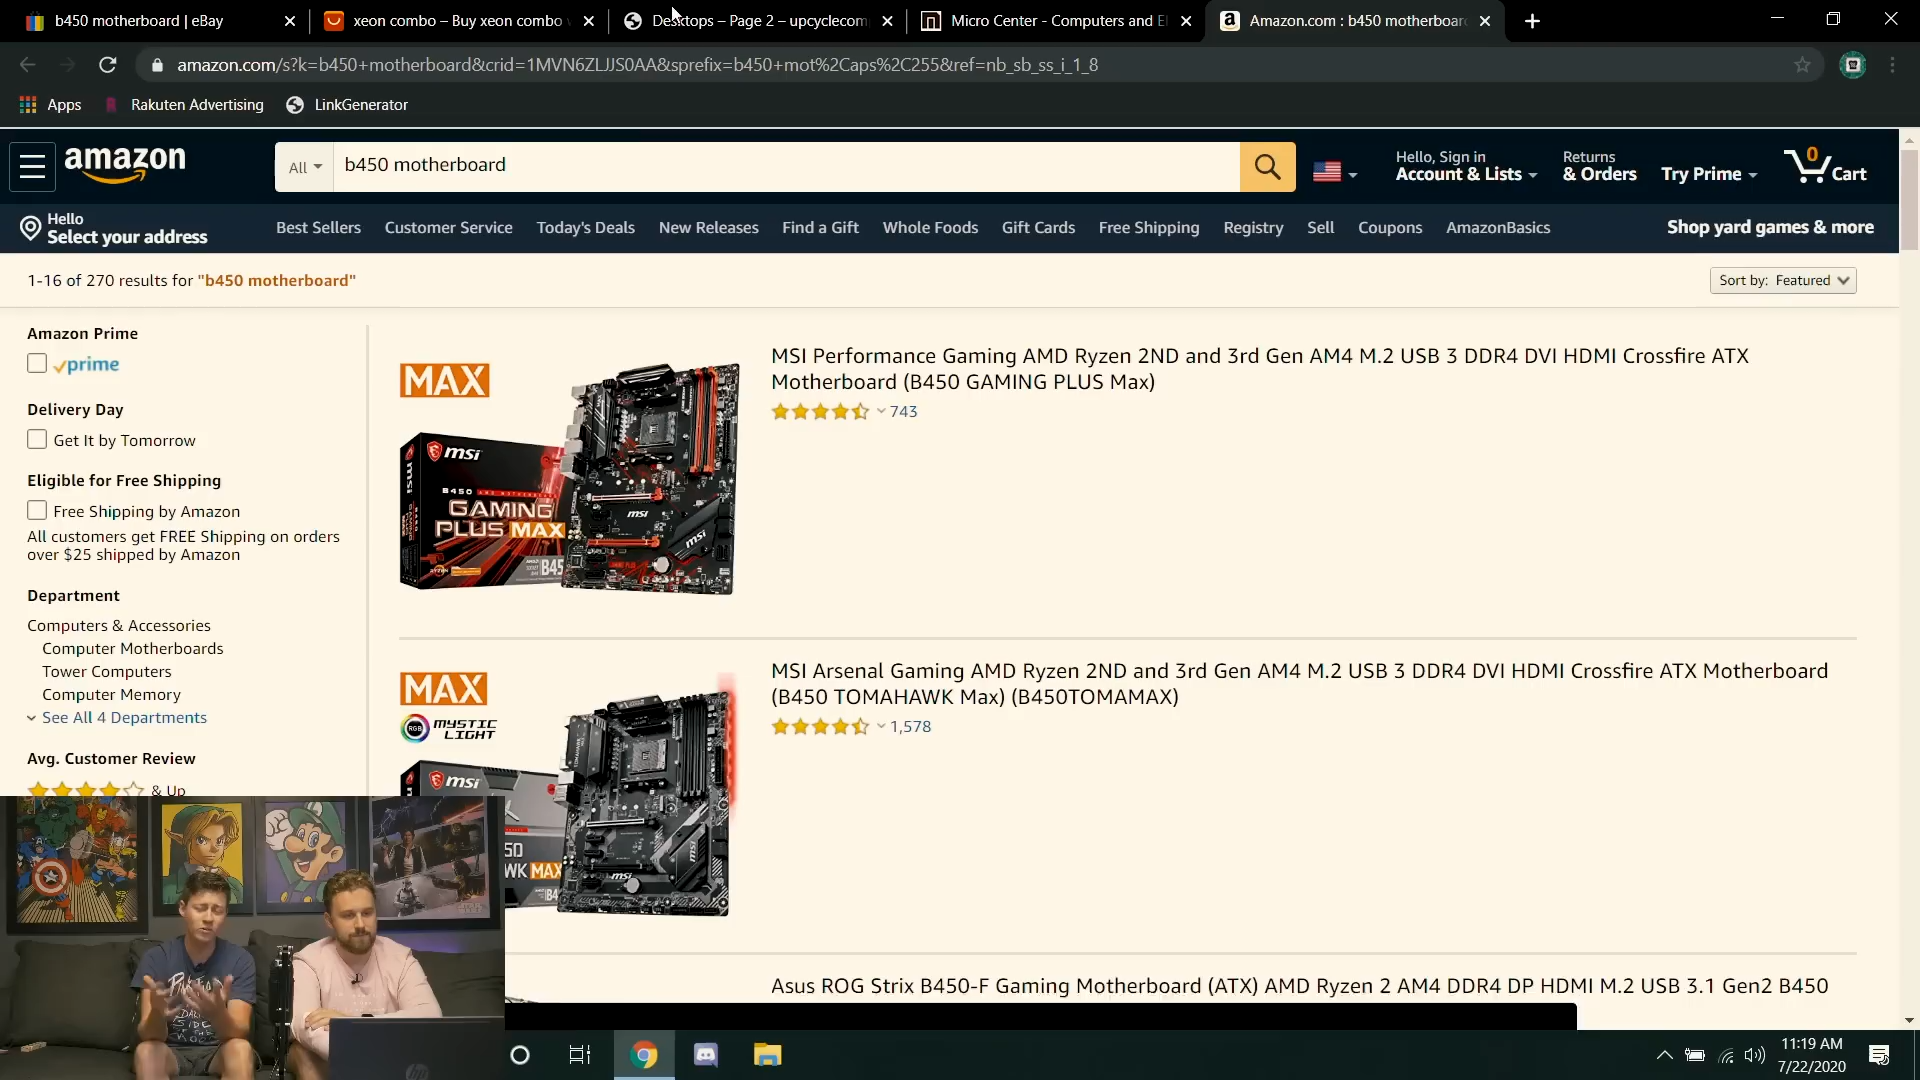 b450 motherboard | eBay
xeon combo – Buy xeon combo
Desktops – Page 2 – upcyclecom
Micro Center - Computers and El
Amazon.com : b450 motherboard
amazon.com/s?k=b450+motherboard&crid=1MVN6ZLJJS0AA&sprefix=b450+mot%2Caps%2C255&ref=nb_sb_ss_i_1_8
Apps
Rakuten Advertising
LinkGenerator
amazon
All
b450 motherboard
Hello, Sign in
Account & Lists
Returns
& Orders
Try Prime
0
Cart
Hello
Select your address
Best Sellers
Customer Service
Today's Deals
New Releases
Find a Gift
Whole Foods
Gift Cards
Free Shipping
Registry
Sell
Coupons
AmazonBasics
Shop yard games & more
1-16 of 270 results for "b450 motherboard"
Sort by: Featured
Amazon Prime
prime
Delivery Day
Get It by Tomorrow
Eligible for Free Shipping
Free Shipping by Amazon
All customers get FREE Shipping on orders
over $25 shipped by Amazon
Department
Computers & Accessories
Computer Motherboards
Tower Computers
Computer Memory
See All 4 Departments
Avg. Customer Review
& Up
MAX
msi
B450
GAMING
PLUS MAX
msi
msi
MSI Performance Gaming AMD Ryzen 2ND and 3rd Gen AM4 M.2 USB 3 DDR4 DVI HDMI Crossfire ATX
Motherboard (B450 GAMING PLUS Max)
743
MAX
RGB MYSTIC
LIGHT
msi
WK MAX
msi
msi
MSI Arsenal Gaming AMD Ryzen 2ND and 3rd Gen AM4 M.2 USB 3 DDR4 DVI HDMI Crossfire ATX Motherboard
(B450 TOMAHAWK Max) (B450TOMAMAX)
1,578
Asus ROG Strix B450-F Gaming Motherboard (ATX) AMD Ryzen 2 AM4 DDR4 DP HDMI M.2 USB 3.1 Gen2 B450
11:19 AM
7/22/2020